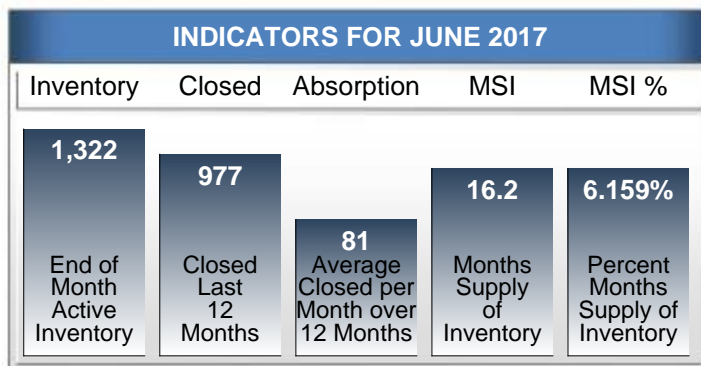 INDICATORS FOR JUNE 2017
Inventory Closed Absorption MSI MSI %
1,322
End of
Month
Active
Inventory
977
Closed
Last
12
Months
81
Average
Closed per
Month over
12 Months
16.2
Months
Supply
of
Inventory
6.159%
Percent
Months
Supply of
Inventory